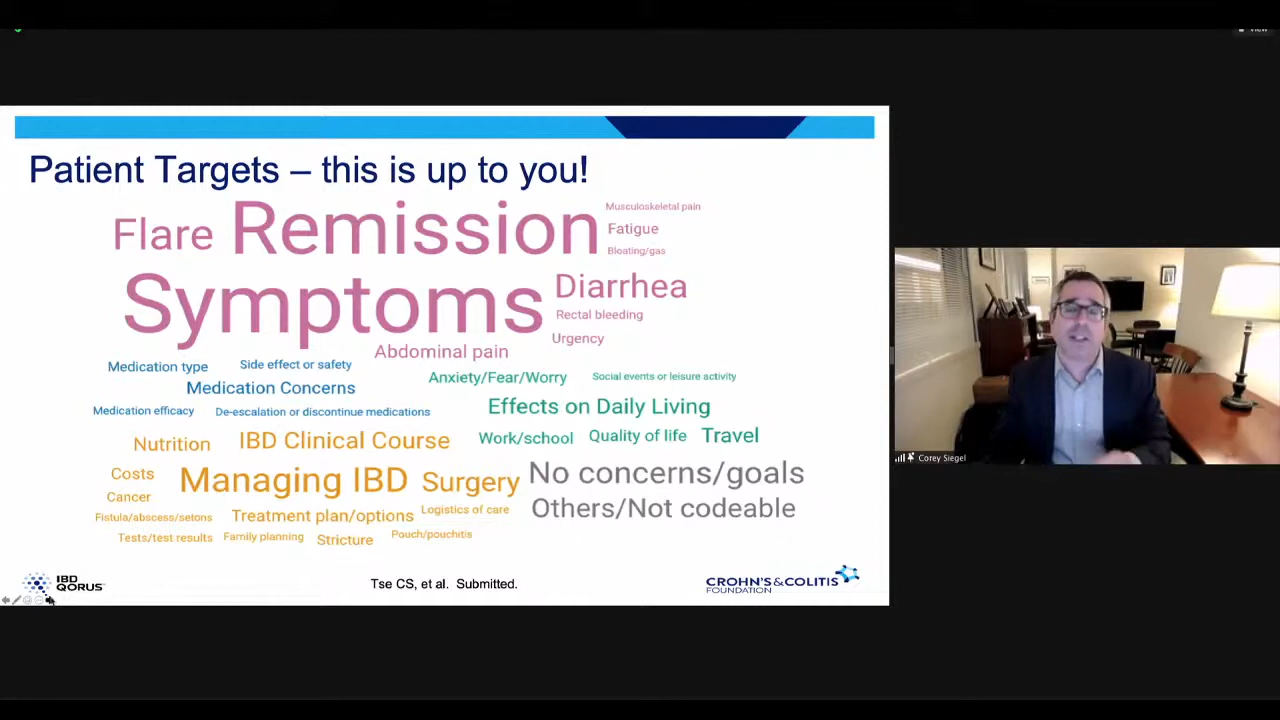 View
Patient Targets – this is up to you!
Flare Remission
Musculoskeletal pain
Fatigue
Bloating/gas
Symptoms
Diarrhea
Rectal bleeding
Urgency
Abdominal pain
Medication type
Side effect or safety
Medication Concerns
Medication efficacy
De-escalation or discontinue medications
Anxiety/Fear/Worry
Social events or leisure activity
Effects on Daily Living
Work/school
Quality of life
Travel
Nutrition
IBD Clinical Course
Costs
Managing IBD
Surgery
Cancer
Fistula/abscess/setons
Treatment plan/options
Logistics of care
Tests/test results
Family planning
Stricture
Pouch/pouchitis
No concerns/goals
Others/Not codeable
IBD
QORUS
Tse CS, et al. Submitted.
CROHN'S & COLITIS
FOUNDATION
Corey Siegel